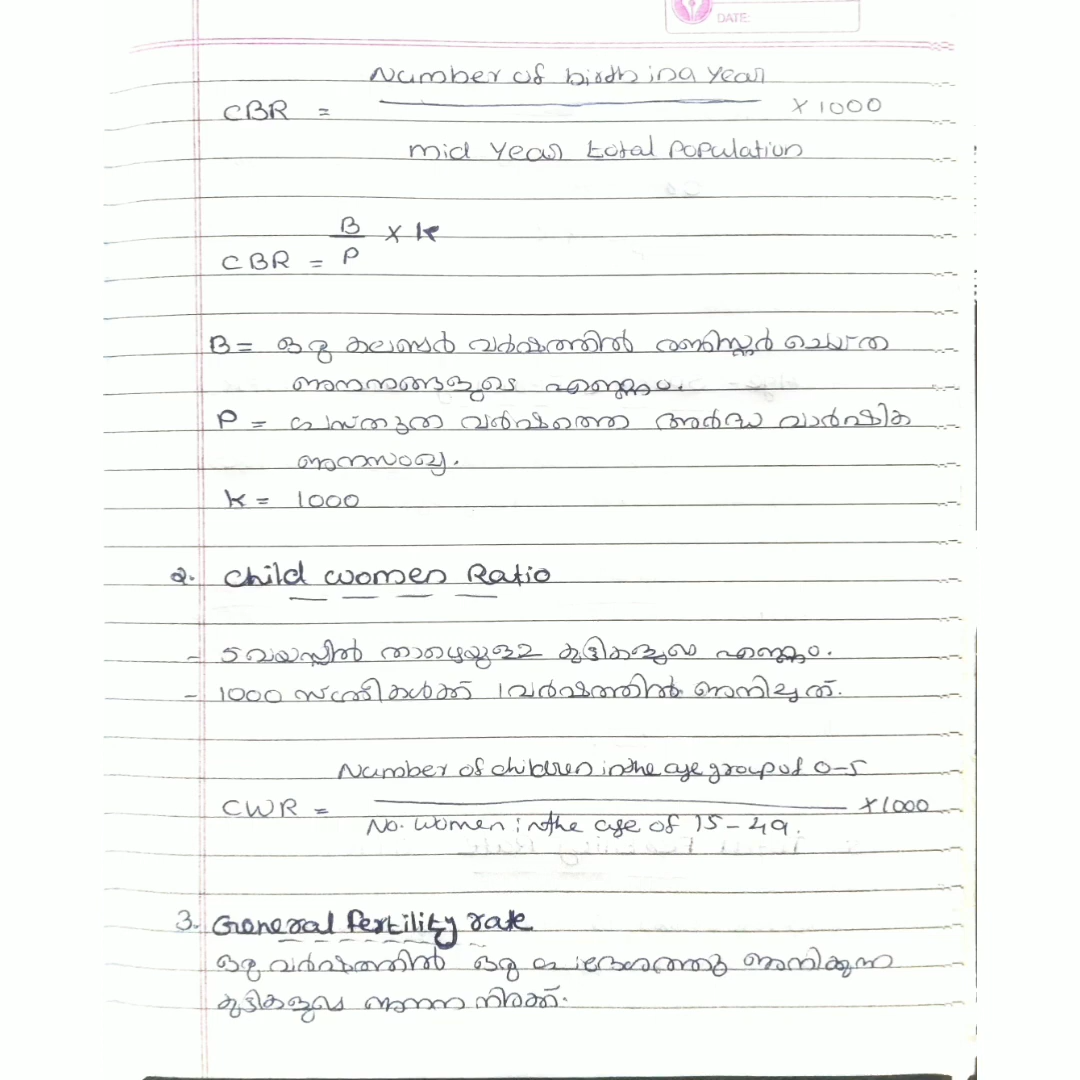 DATE:
Number of birth in a Year
CBR = ―――― X 1000
mid Year total Population
B X K
CBR = P
B = ഒരു കലണ്ടർ വർഷത്തിൽ രജിസ്റ്റർ ചെയ്ത
ജനനങ്ങളുടെ എണ്ണം.
P = പ്രസ്തുത വർഷത്തെ അർദ്ധ വാർഷിക
ജനസംഖ്യ.
K = 1000
2. Child women Ratio
- 5 വയസ്സിൽ താഴെയുള്ള കുട്ടികളുടെ എണ്ണം.
- 1000 സ്ത്രീകൾക്ക് 1 വർഷത്തിൽ ജനിച്ചത്.
Number of children in the age group of 0-5
CWR = ―――― X 1000
No. women in the age of 15-49.
3. General Fertility rate
ഒരു വർഷത്തിൽ ഒരു പ്രദേശത്തു ജനിക്കുന്ന
കുട്ടികളുടെ ജനന നിരക്ക്.